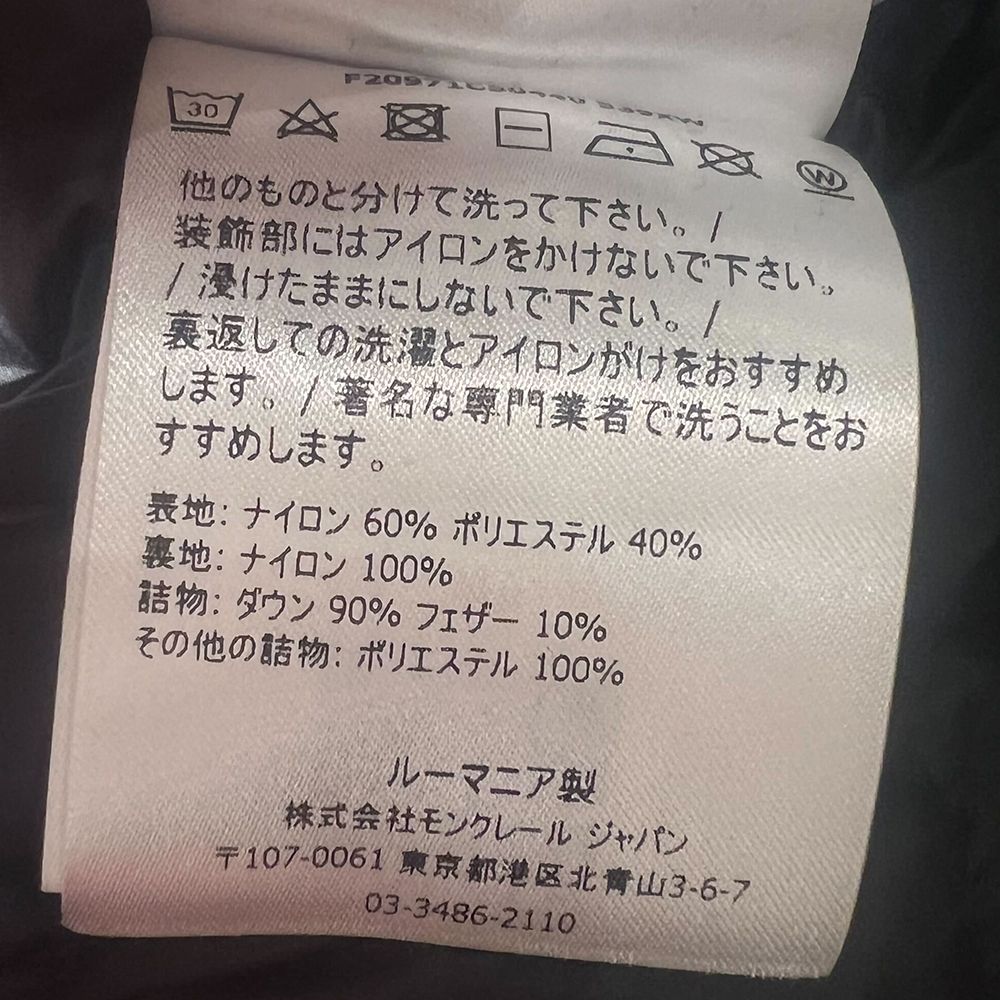 30
W
他のものと分けて洗って下さい。/
装飾部にはアイロンをかけないで下さい。
/ 浸けたままにしないで下さい。/
裏返しての洗濯とアイロンがけをおすすめ
します。/ 著名な専門業者で洗うことをお
すすめします。
表地: ナイロン 60% ポリエステル 40%
裏地: ナイロン 100%
詰物: ダウン 90% フェザー 10%
その他の詰物: ポリエステル 100%
ルーマニア製
株式会社モンクレール ジャパン
〒107-0061 東京都港区北青山3-6-7
03-3486-2110